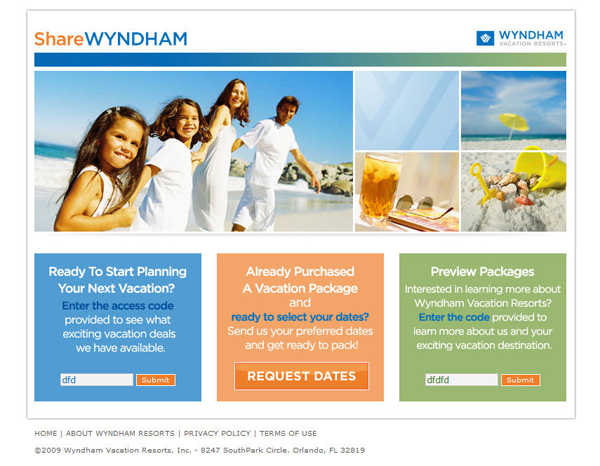 ShareWYNDHAM
WYNDHAM
VACATION RESORTS
Ready To Start Planning
Your Next Vacation?
Enter the access code
provided to see what
exciting vacation deals
we have available.
dfd Submit
Already Purchased
A Vacation Package
and
ready to select your dates?
Send us your preferred dates
and get ready to pack!
REQUEST DATES
Preview Packages
Interested in learning more about
Wyndham Vacation Resorts?
Enter the code provided to
learn more about us and your
exciting vacation destination.
dfdfd Submit
HOME | ABOUT WYNDHAM RESORTS | PRIVACY POLICY | TERMS OF USE
©2009 Wyndham Vacation Resorts, Inc. - 8247 SouthPark Circle, Orlando, FL 32819